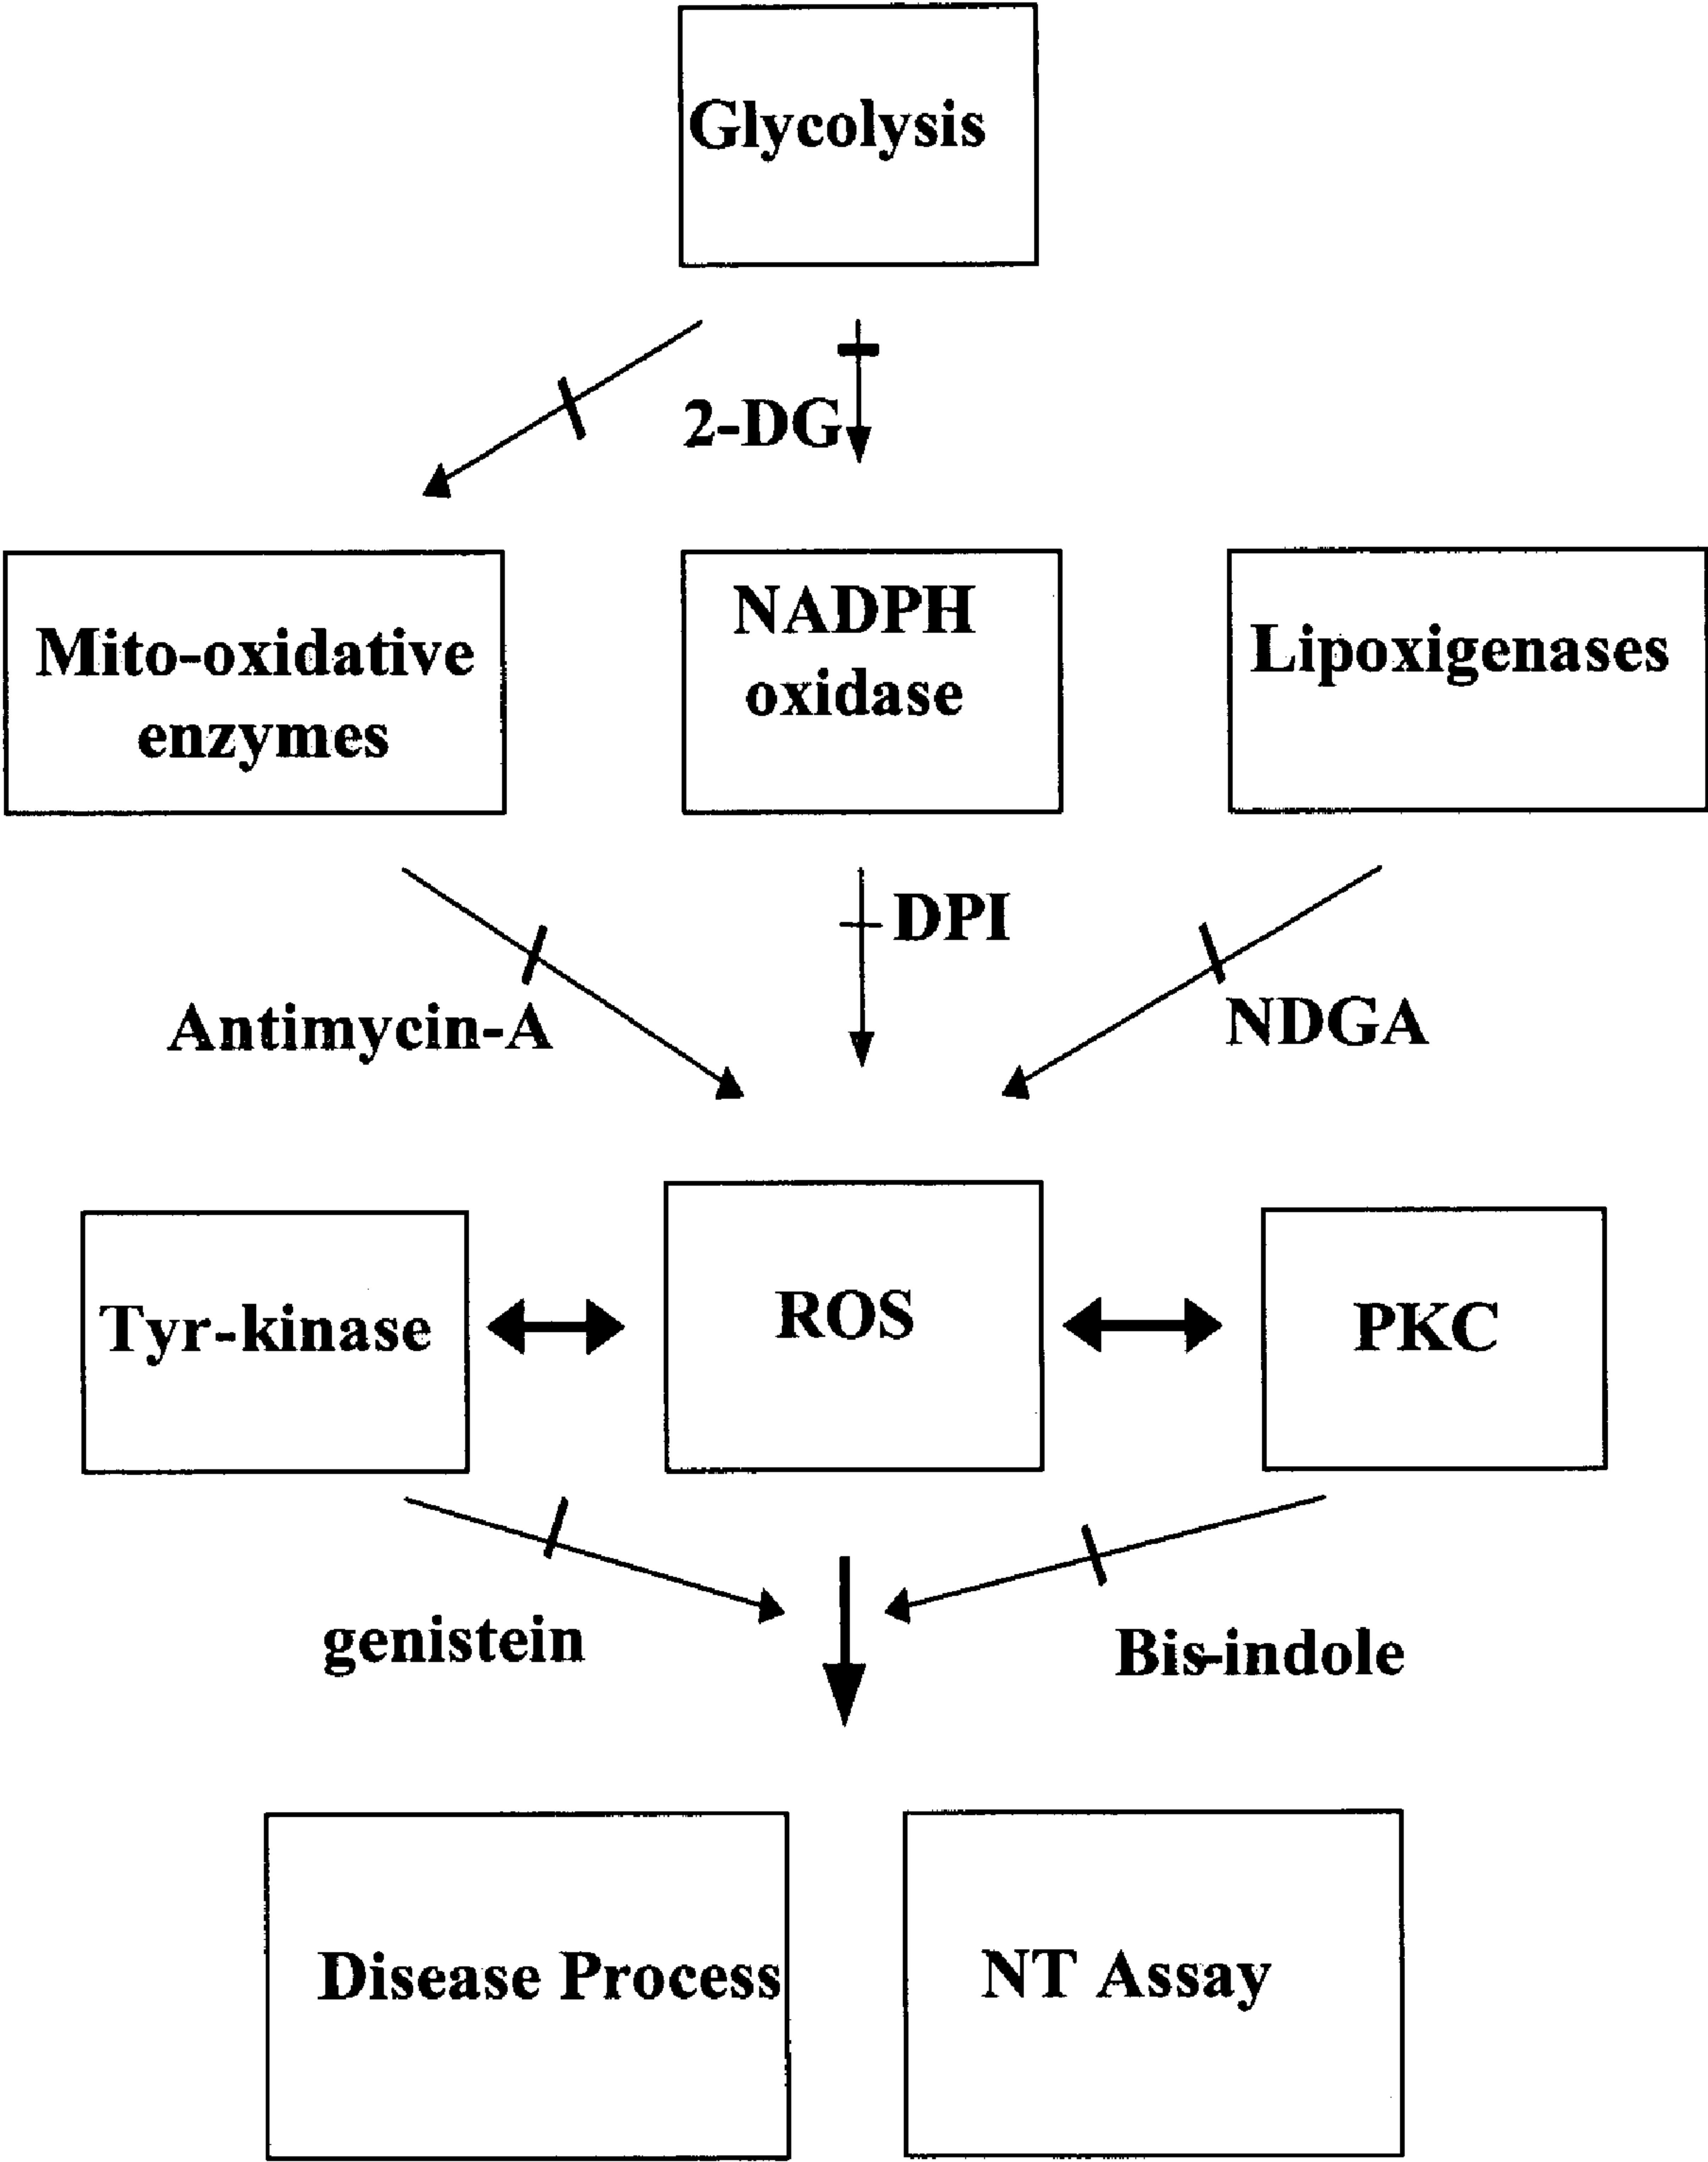 Glycolysis
2-DG
Mito-oxidative
enzymes
NADPH
oxidase
Lipoxigenases
DPI
Antimycin-A
NDGA
Tyr-kinase
ROS
PKC
genistein
Bis-indole
Disease Process
NT Assay